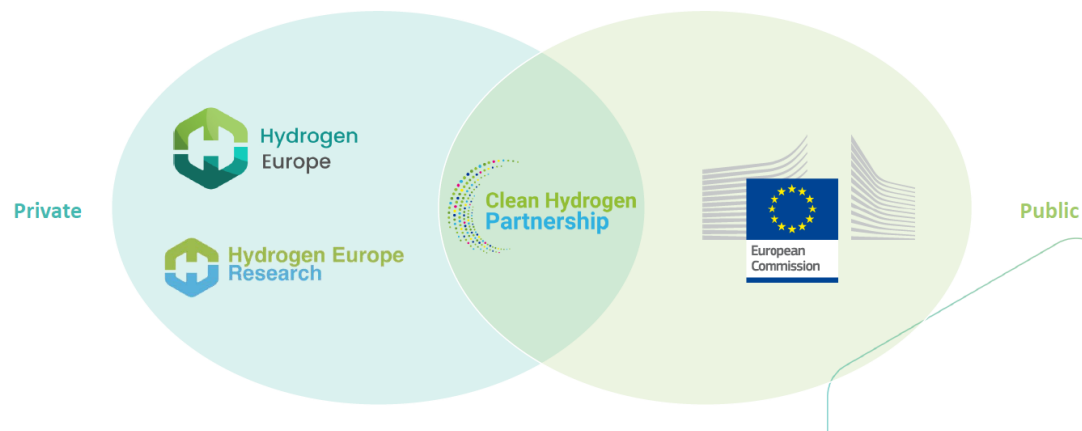 Private
Hydrogen
Europe
Hydrogen Europe
Research
Clean Hydrogen
Partnership
European
Commission
Public